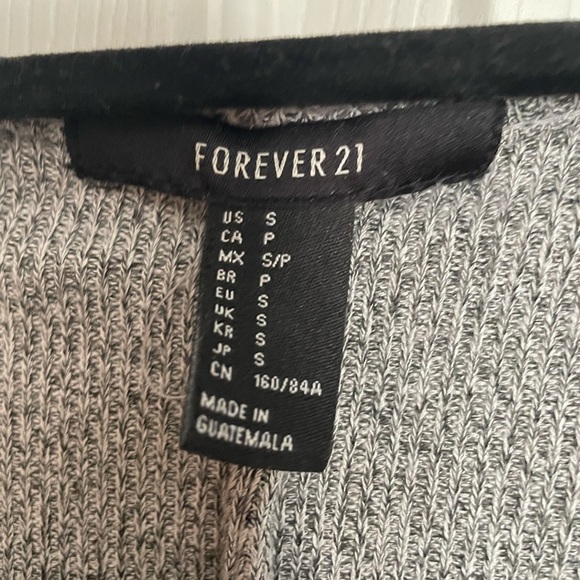 FOREVER 21
US S
CA P
MX S/P
BR P
EU S
UK S
KR S
JP S
CN 160/84A
MADE IN
GUATEMALA